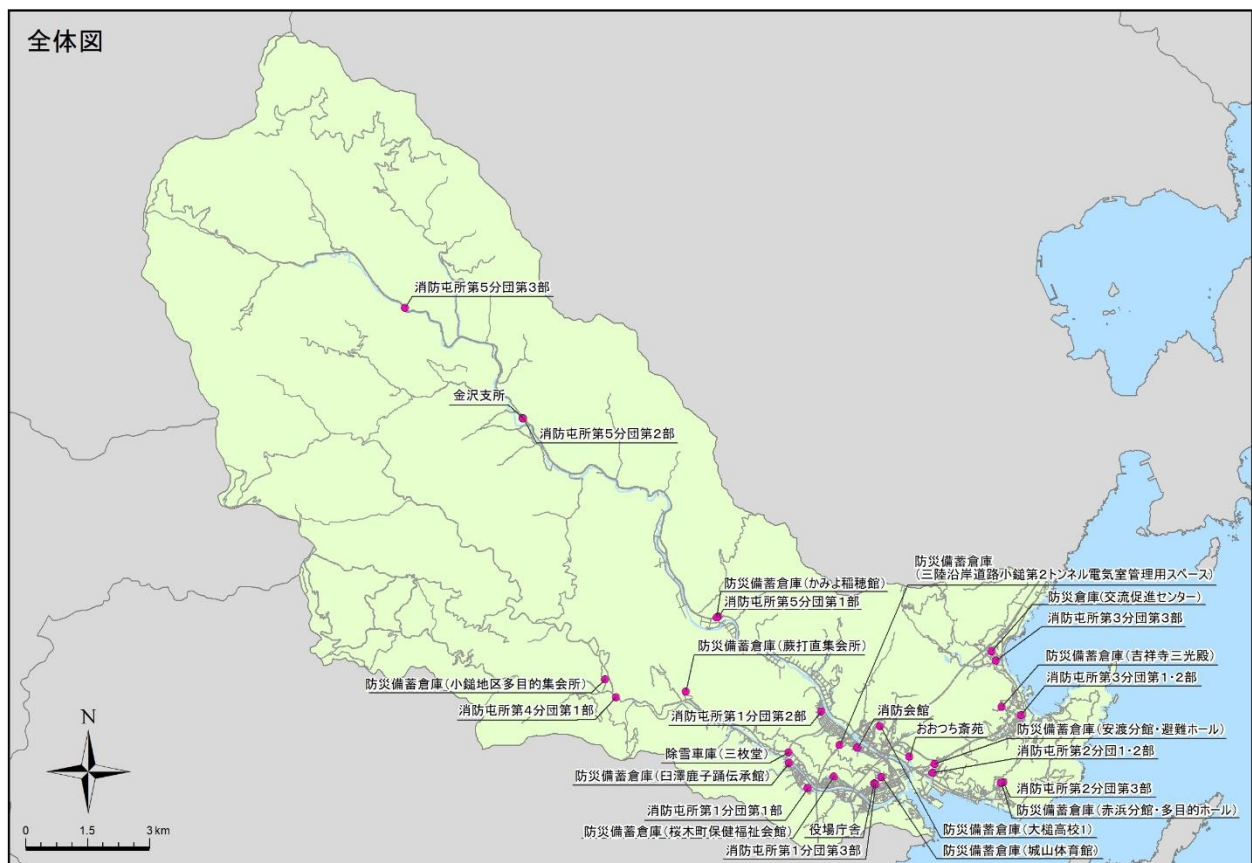 全体図
消防屯所第5分団第3部
金沢支所
消防屯所第5分団第2部
防災備蓄倉庫
(三陸沿岸道路小鎚第2トンネル電気室管理用スペース)
防災備蓄倉庫(かみよ稲穂館)
消防屯所第5分団第1部
防災倉庫(交流促進センター)
消防屯所第3分団第3部
防災備蓄倉庫(蕨打直集会所)
防災備蓄倉庫(吉祥寺三光殿)
防災備蓄倉庫(小鎚地区多目的集会所)
消防屯所第3分団第1・2部
消防屯所第4分団第1部
消防屯所第1分団第2部
消防会館
おおつち斎苑
防災備蓄倉庫(安渡分館・避難ホール)
除雪車庫(三枚堂)
消防屯所第2分団1・2部
防災備蓄倉庫(臼澤鹿子踊伝承館)
消防屯所第2分団第3部
消防屯所第1分団第1部
防災備蓄倉庫(赤浜分館・多目的ホール)
防災備蓄倉庫(桜木町保健福祉会館)
役場庁舎
防災備蓄倉庫(大槌高校1)
消防屯所第1分団第3部
防災備蓄倉庫(城山体育館)
N
0 1.5 3 km